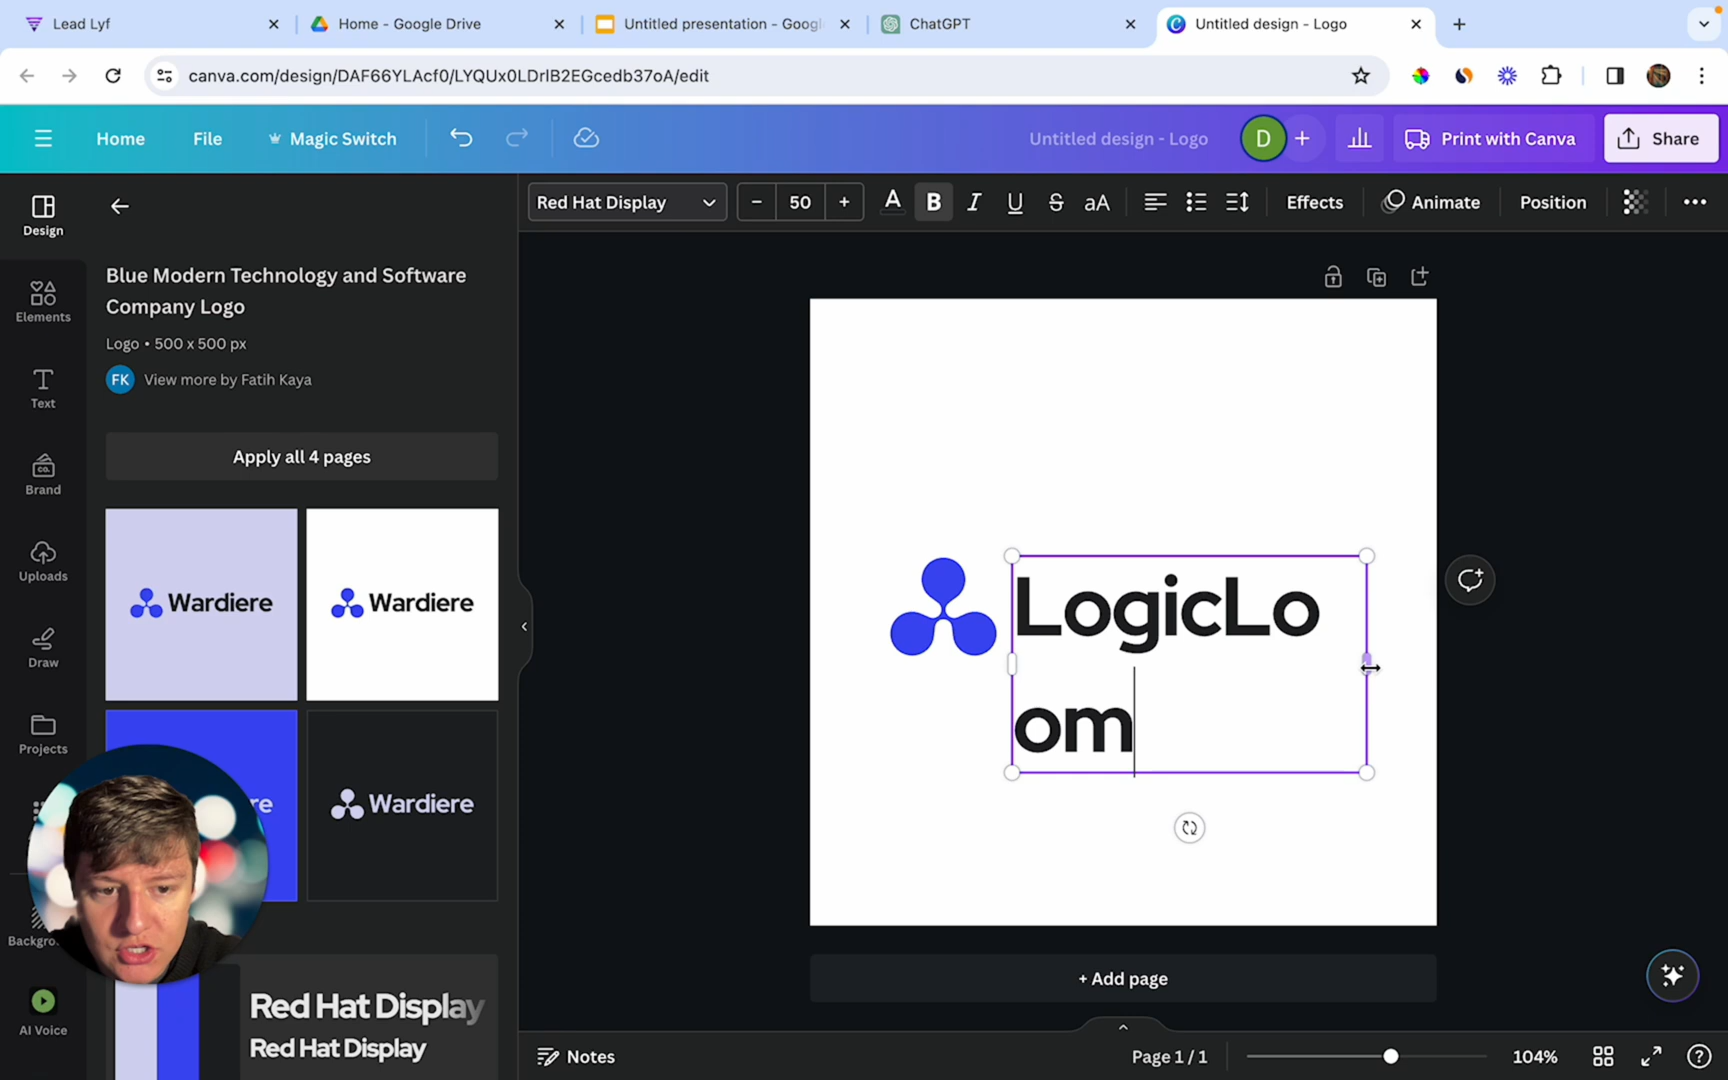 Lead Lyf
Home - Google Drive
Untitled presentation - Googl
ChatGPT
Untitled design - Logo
canva.com/design/DAF66YLAcf0/LYQUx0LDrIB2EGcedb37oA/edit
Home
File
Magic Switch
Untitled design - Logo
D
Print with Canva
Share
Design
Red Hat Display
50
A
B
I
U
S
aA
Effects
Animate
Position
Blue Modern Technology and Software
Company Logo
Logo • 500 x 500 px
FK
View more by Fatih Kaya
Elements
Text
Apply all 4 pages
co.
Brand
Uploads
Wardiere
Wardiere
LogicLo
om
Draw
Projects
re
Wardiere
Backgro
AI Voice
Red Hat Display
Red Hat Display
+ Add page
Notes
Page 1 / 1
104%